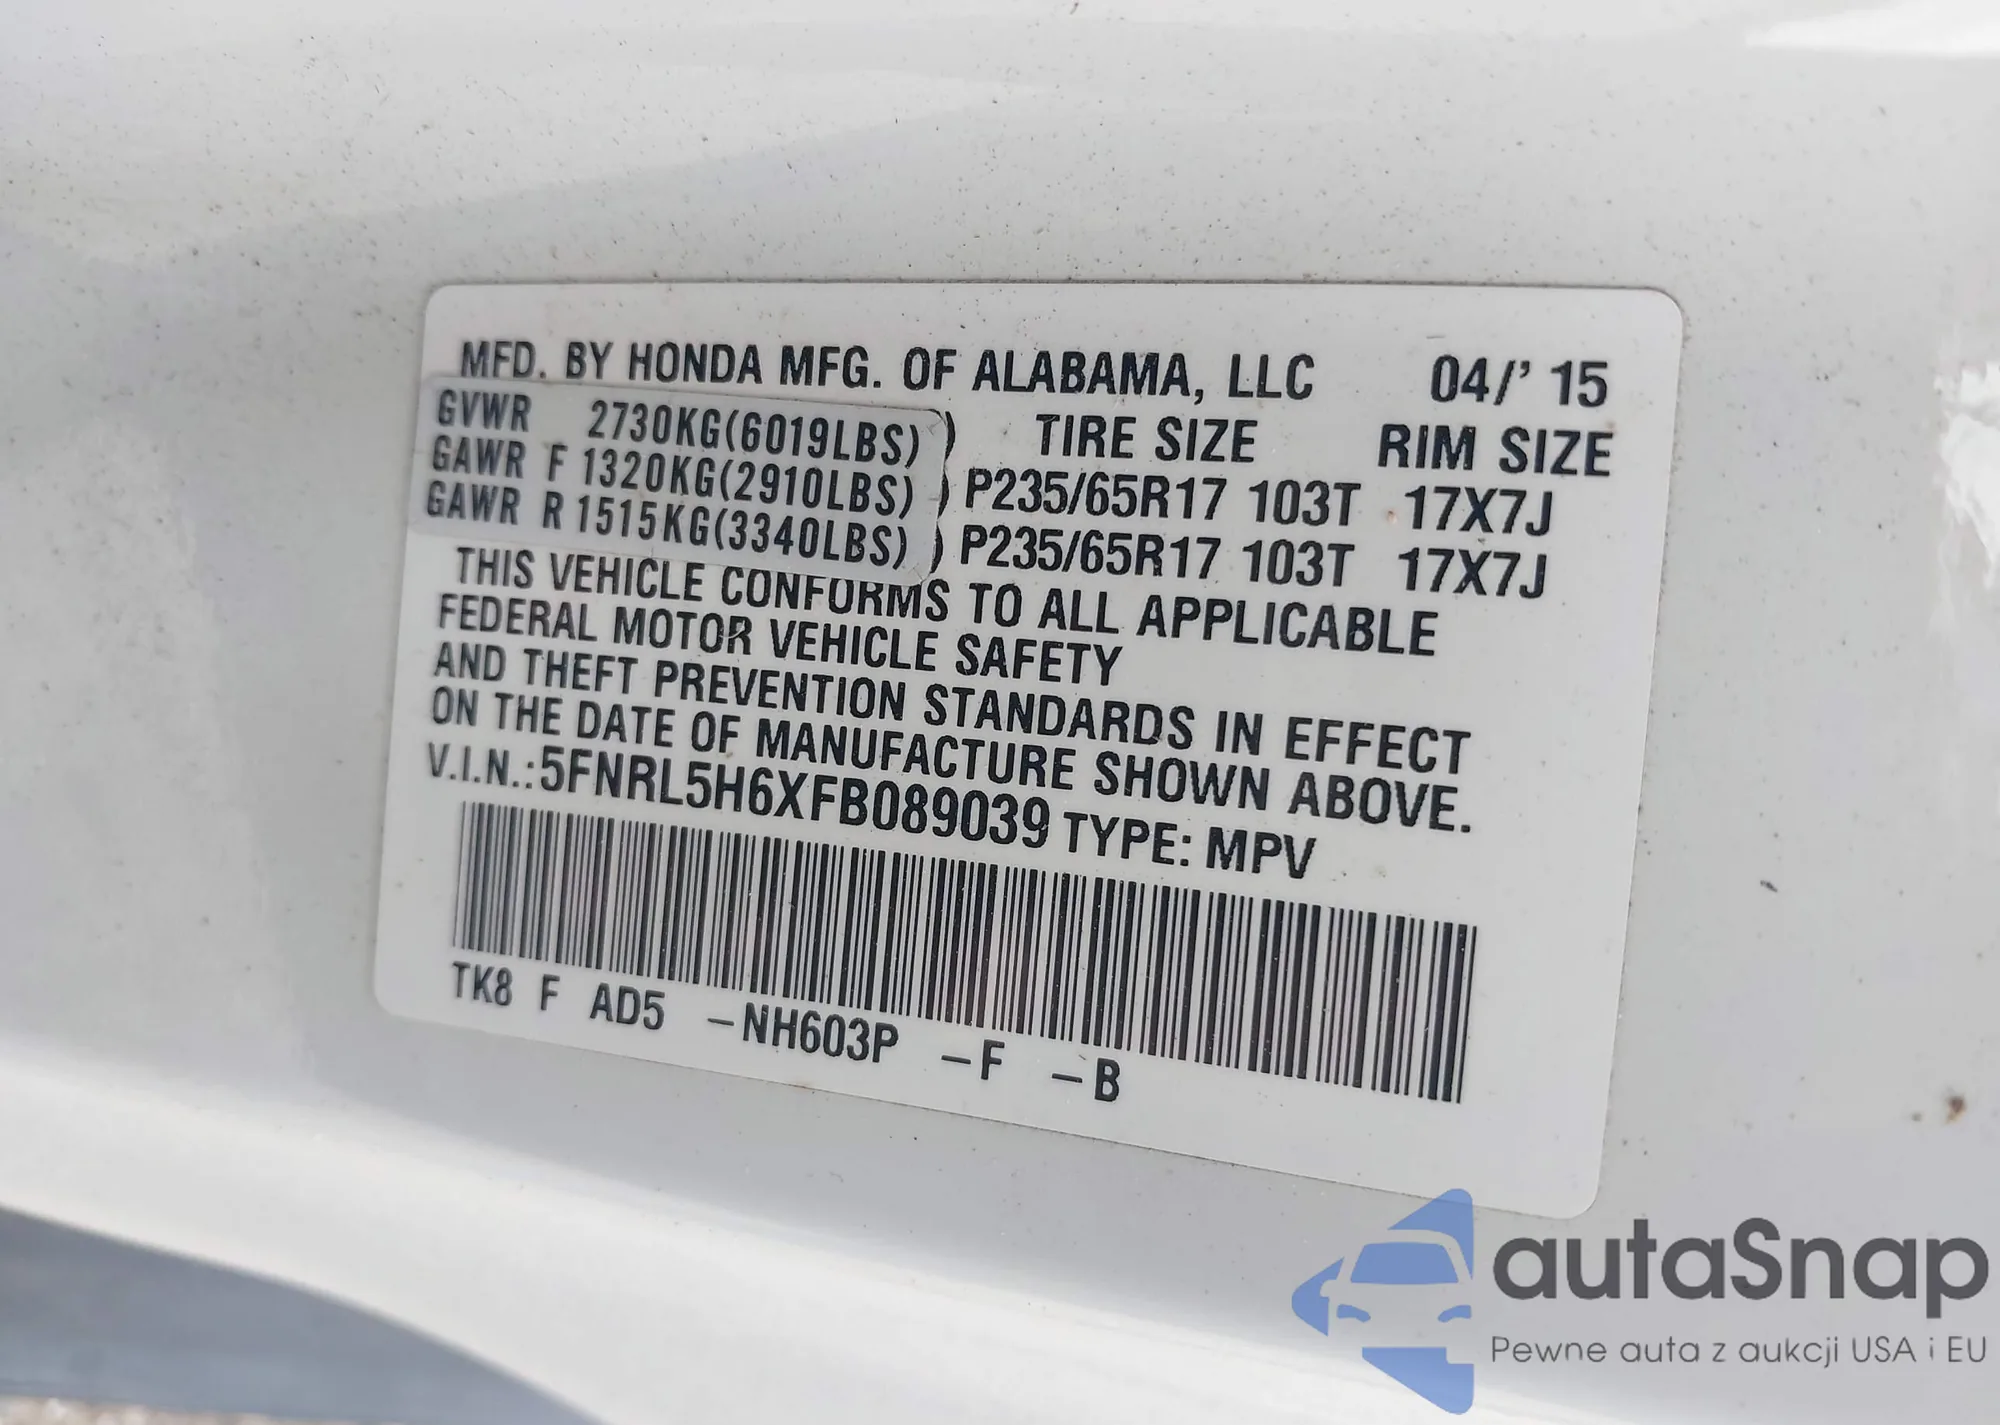 MFD. BY HONDA MFG. OF ALABAMA, LLC 04/' 15
GVWR 2730KG(6019LBS) ) TIRE SIZE RIM SIZE
GAWR F 1320KG(2910LBS) ) P235/65R17 103T 17X7J
GAWR R 1515KG(3340LBS) ) P235/65R17 103T 17X7J
THIS VEHICLE CONFORMS TO ALL APPLICABLE
FEDERAL MOTOR VEHICLE SAFETY
AND THEFT PREVENTION STANDARDS IN EFFECT
ON THE DATE OF MANUFACTURE SHOWN ABOVE.
V.I.N.:5FNRL5H6XFB089039 TYPE: MPV
TK8 F AD5 -NH603P -F -B
autaSnap
Pewne auta z aukcji USA i EU